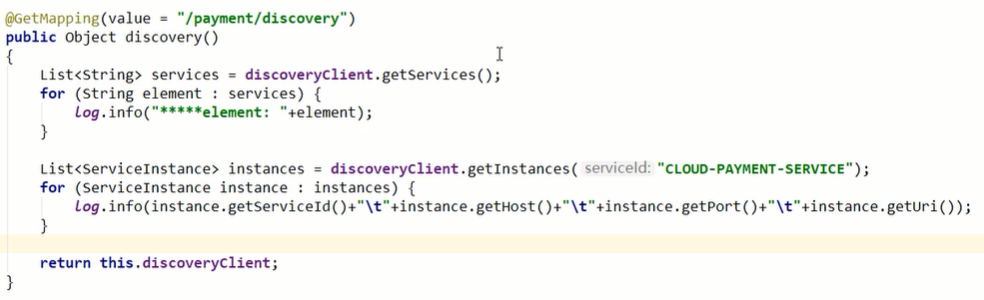 @GetMapping(value = "/payment/discovery")
public Object discovery()
{
    List<String> services = discoveryClient.getServices();
    for (String element : services) {
        log.info("*****element: "+element);
    }

    List<ServiceInstance> instances = discoveryClient.getInstances( serviceId: "CLOUD-PAYMENT-SERVICE");
    for (ServiceInstance instance : instances) {
        log.info(instance.getServiceId()+"\t"+instance.getHost()+"\t"+instance.getPort()+"\t"+instance.getUri());
    }

    return this.discoveryClient;
}